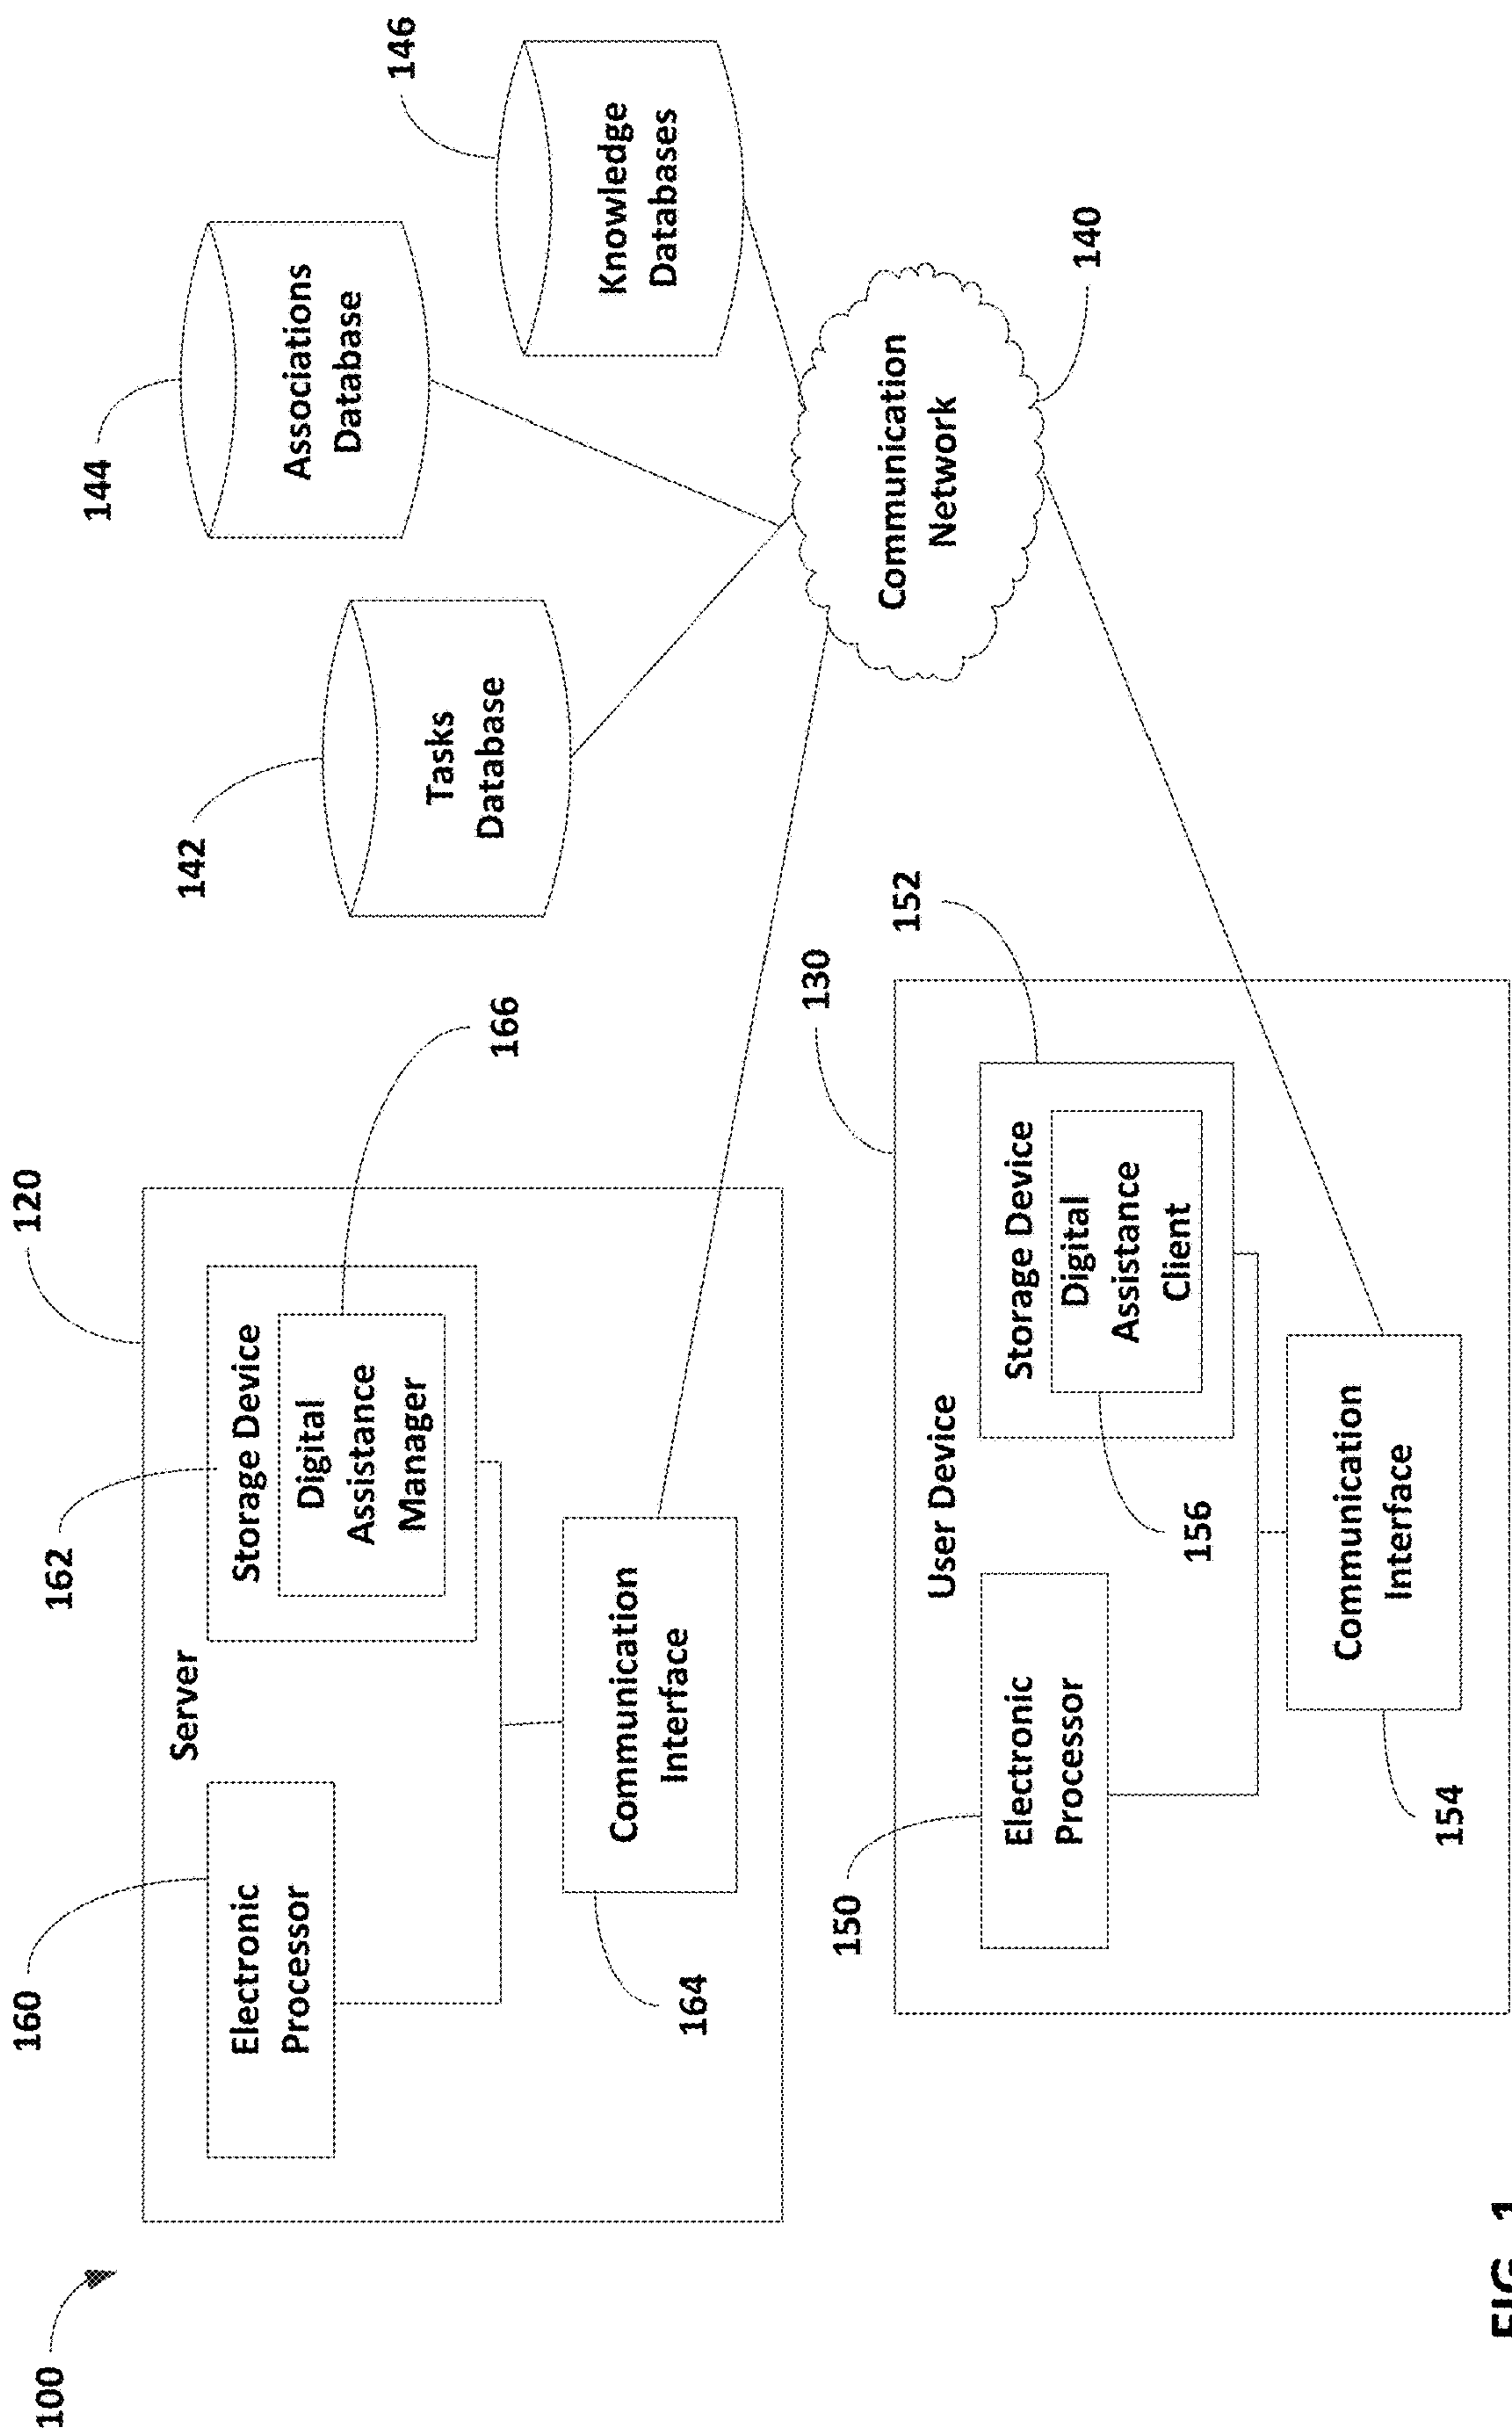 100
120
Server
160
Electronic
Processor
162
Storage Device
Digital
Assistance
Manager
166
Communication
Interface
164
142
Tasks
Database
144
Associations
Database
146
Knowledge
Databases
Communication
Network
140
130
User Device
150
Electronic
Processor
152
Storage Device
Digital
Assistance
Client
156
Communication
Interface
154
FIG. 1